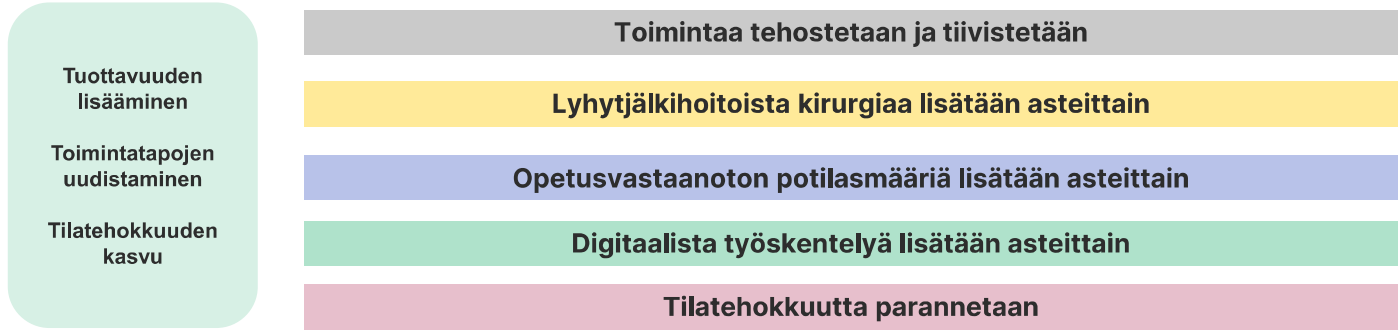 Tuottavuuden
lisääminen
Toimintatapojen
uudistaminen
Tilatehokkuuden
kasvu
Toimintaa tehostetaan ja tiivistetään
Lyhytjälkihoitoista kirurgiaa lisätään asteittain
Opetusvastaanoton potilasmääriä lisätään asteittain
Digitaalista työskentelyä lisätään asteittain
Tilatehokkuutta parannetaan